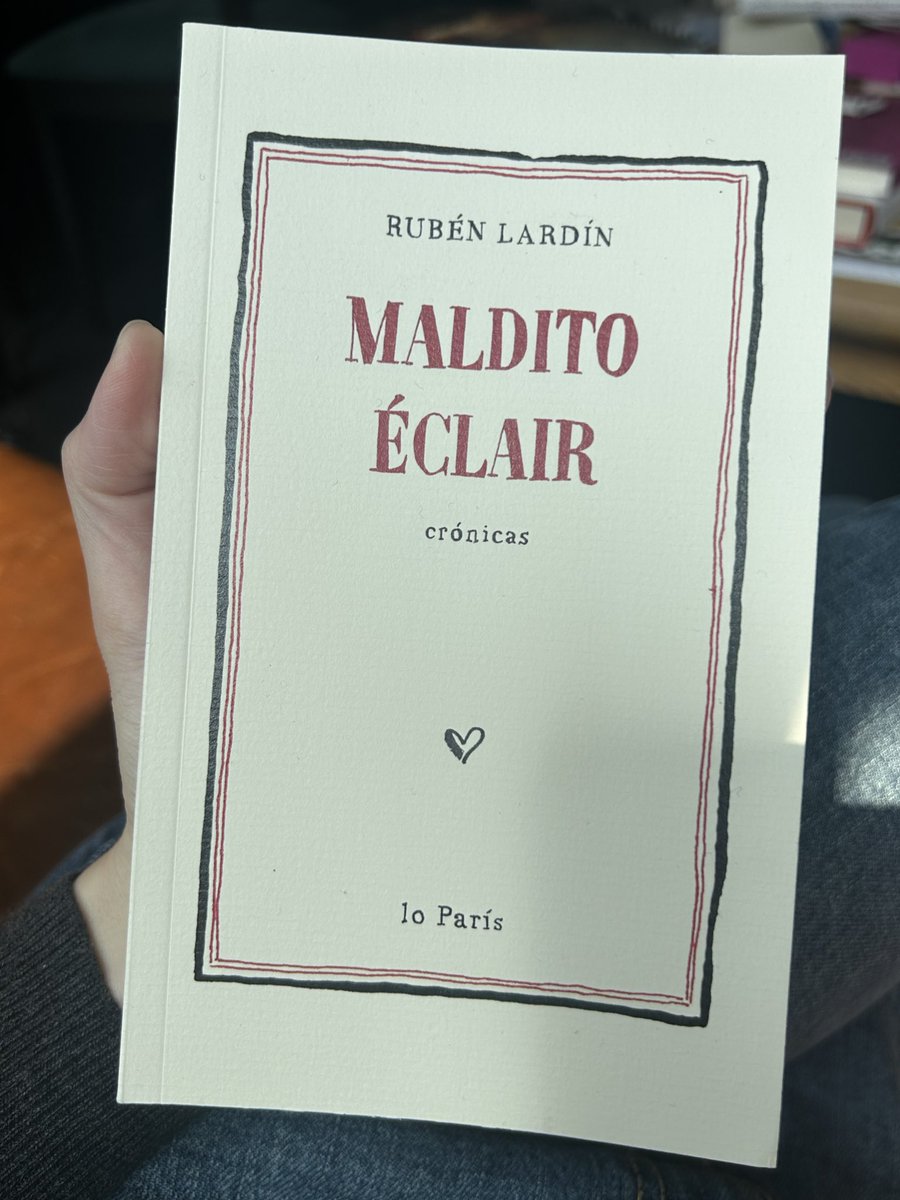 RUBÉN LARDÍN
MALDITO
ÉCLAIR
crónicas
lo París